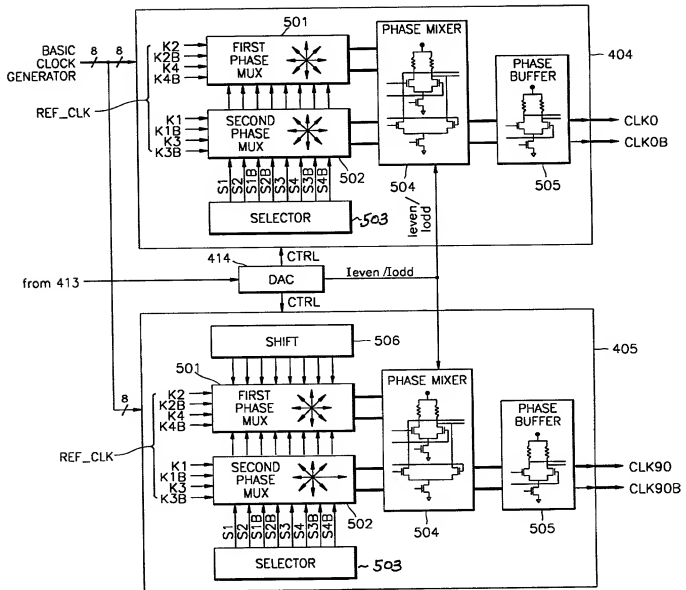 BASIC
CLOCK
GENERATOR
8
8
REF_CLK
K2
K2B
K4
K4B
501
FIRST
PHASE
MUX
K1
K1B
K3
K3B
SECOND
PHASE
MUX
502
S1
S2
S1B
S2B
S3
S4
S3B
S4B
SELECTOR
503
PHASE MIXER
504
PHASE
BUFFER
505
404
CLK0
CLK0B
Ieven/Iodd
CTRL
414
from 413
DAC
Ieven/Iodd
CTRL
SHIFT
506
405
8
501
REF_CLK
K2
K2B
K4
K4B
FIRST
PHASE
MUX
K1
K1B
K3
K3B
SECOND
PHASE
MUX
502
S1
S2
S1B
S2B
S3
S4
S3B
S4B
SELECTOR
503
PHASE MIXER
504
PHASE
BUFFER
505
CLK90
CLK90B